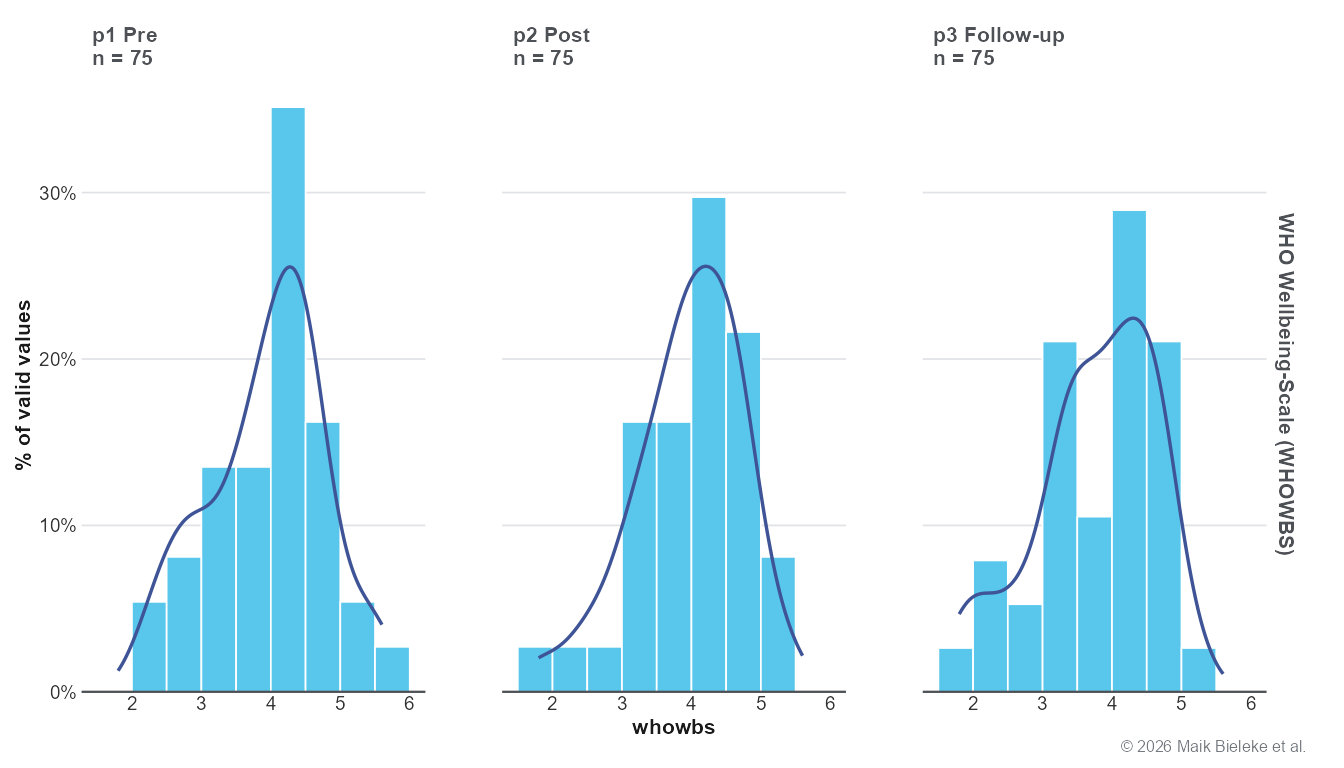 p1 Pre
n = 75
p2 Post
n = 75
p3 Follow-up
n = 75
% of valid values
30%
20%
10%
0%
2 3 4 5 6
2 3 4 5 6
2 3 4 5 6
whowbs
WHO Wellbeing-Scale (WHOWBS)
© 2026 Maik Bieleke et al.